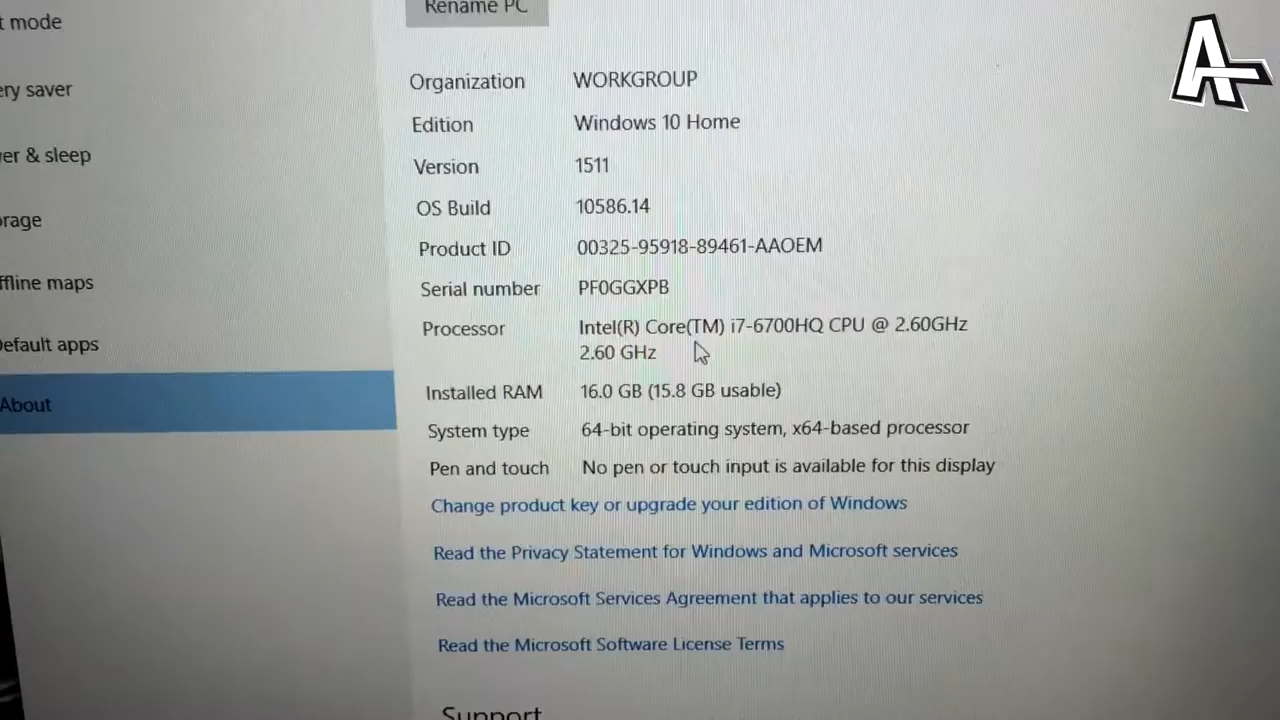 Rename PC
t mode
ery saver
er & sleep
orage
ffline maps
Default apps
About
Organization WORKGROUP
Edition Windows 10 Home
Version 1511
OS Build 10586.14
Product ID 00325-95918-89461-AAOEM
Serial number PF0GGXPB
Processor Intel(R) Core(TM) i7-6700HQ CPU @ 2.60GHz
2.60 GHz
Installed RAM 16.0 GB (15.8 GB usable)
System type 64-bit operating system, x64-based processor
Pen and touch No pen or touch input is available for this display
Change product key or upgrade your edition of Windows
Read the Privacy Statement for Windows and Microsoft services
Read the Microsoft Services Agreement that applies to our services
Read the Microsoft Software License Terms
Support